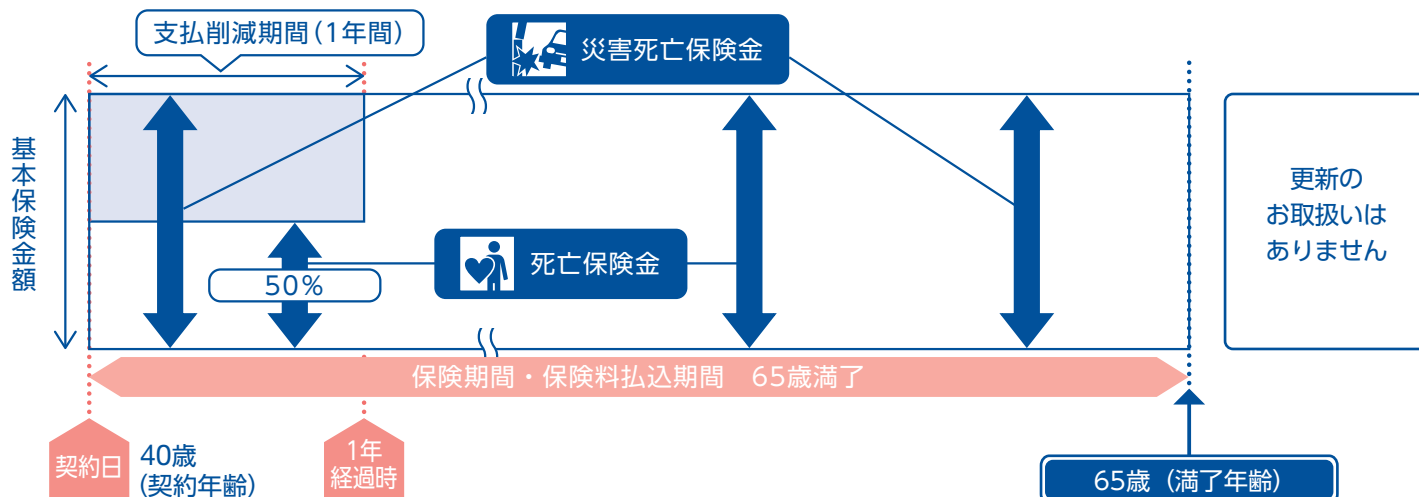 支払削減期間(1年間)
災害死亡保険金
基本保険金額
死亡保険金
50%
更新の
お取扱いは
ありません
保険期間・保険料払込期間 65歳満了
契約日
40歳
(契約年齢)
1年
経過時
65歳(満了年齢)